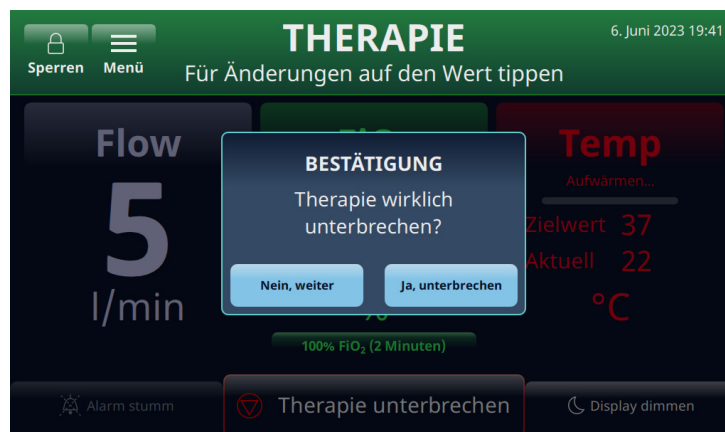 THERAPIE
6. Juni 2023 19:41
Sperren
Menü
Für Änderungen auf den Wert tippen
Flow
5
l/min
BESTÄTIGUNG
Therapie wirklich
unterbrechen?
Nein, weiter
Ja, unterbrechen
%
100% FiO₂ (2 Minuten)
Temp
Aufwärmen...
Zielwert 37
Aktuell 22
°C
Alarm stumm
Therapie unterbrechen
Display dimmen